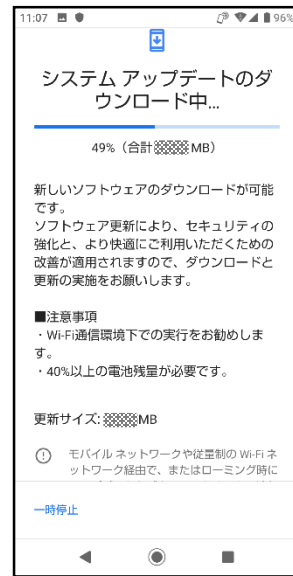 11:07 96%
システム アップデートのダ
ウンロード中...
49%（合計 MB）
新しいソフトウェアのダウンロードが可能
です。
ソフトウェア更新により、セキュリティの
強化と、より快適にご利用いただくための
改善が適用されますので、ダウンロードと
更新の実施をお願いします。
■注意事項
・Wi-Fi通信環境下での実行をお勧めしま
す。
・40%以上の電池残量が必要です。
更新サイズ: MB
モバイル ネットワークや従量制の Wi-Fi ネ
ットワーク経由で、またはローミング時に
一時停止